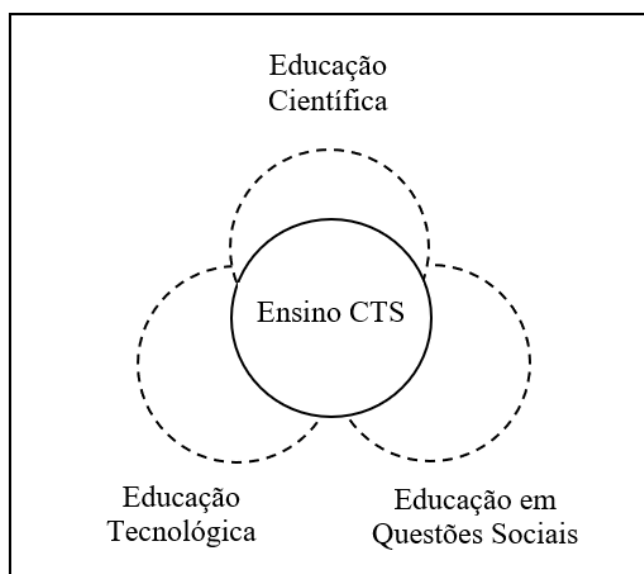 Educação
Científica
Ensino CTS
Educação
Tecnológica
Educação em
Questões Sociais